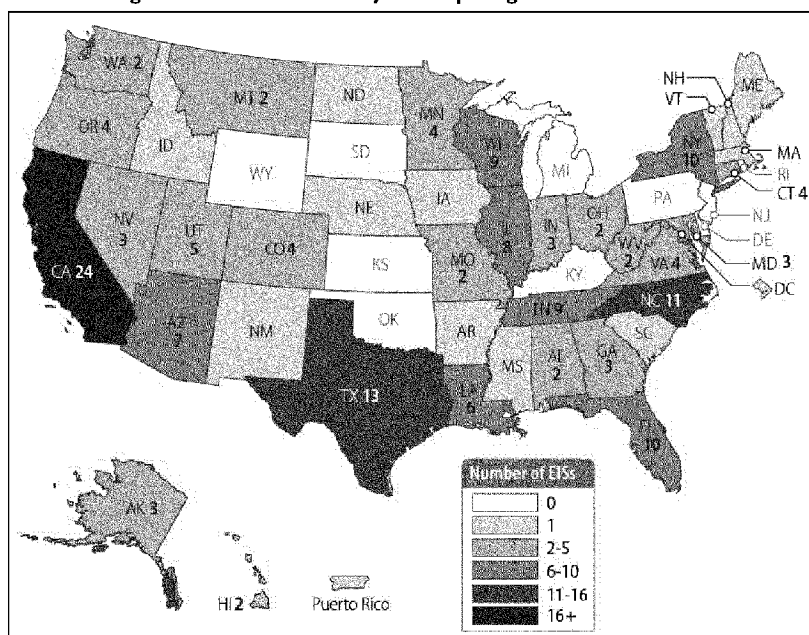 WA 2
MT 2
ND
MN
4
OR 4
ID
WY
SD
WI
9
MI
NY
10
NH
VT
ME
MA
RI
CT 4
NJ
DE
MD 3
DC
PA
NV
3
UT
5
CO 4
NE
IA
IL
8
IN
3
OH
2
WV
2
VA 4
KS
MO
2
KY
CA 24
AZ
7
NM
OK
AR
TN 9
NC 11
SC
TX 13
LA
6
MS
AL
2
GA
3
FL
10
AK 3
HI 2
Puerto Rico
Number of EISs
0
1
2-5
6-10
11-16
16+